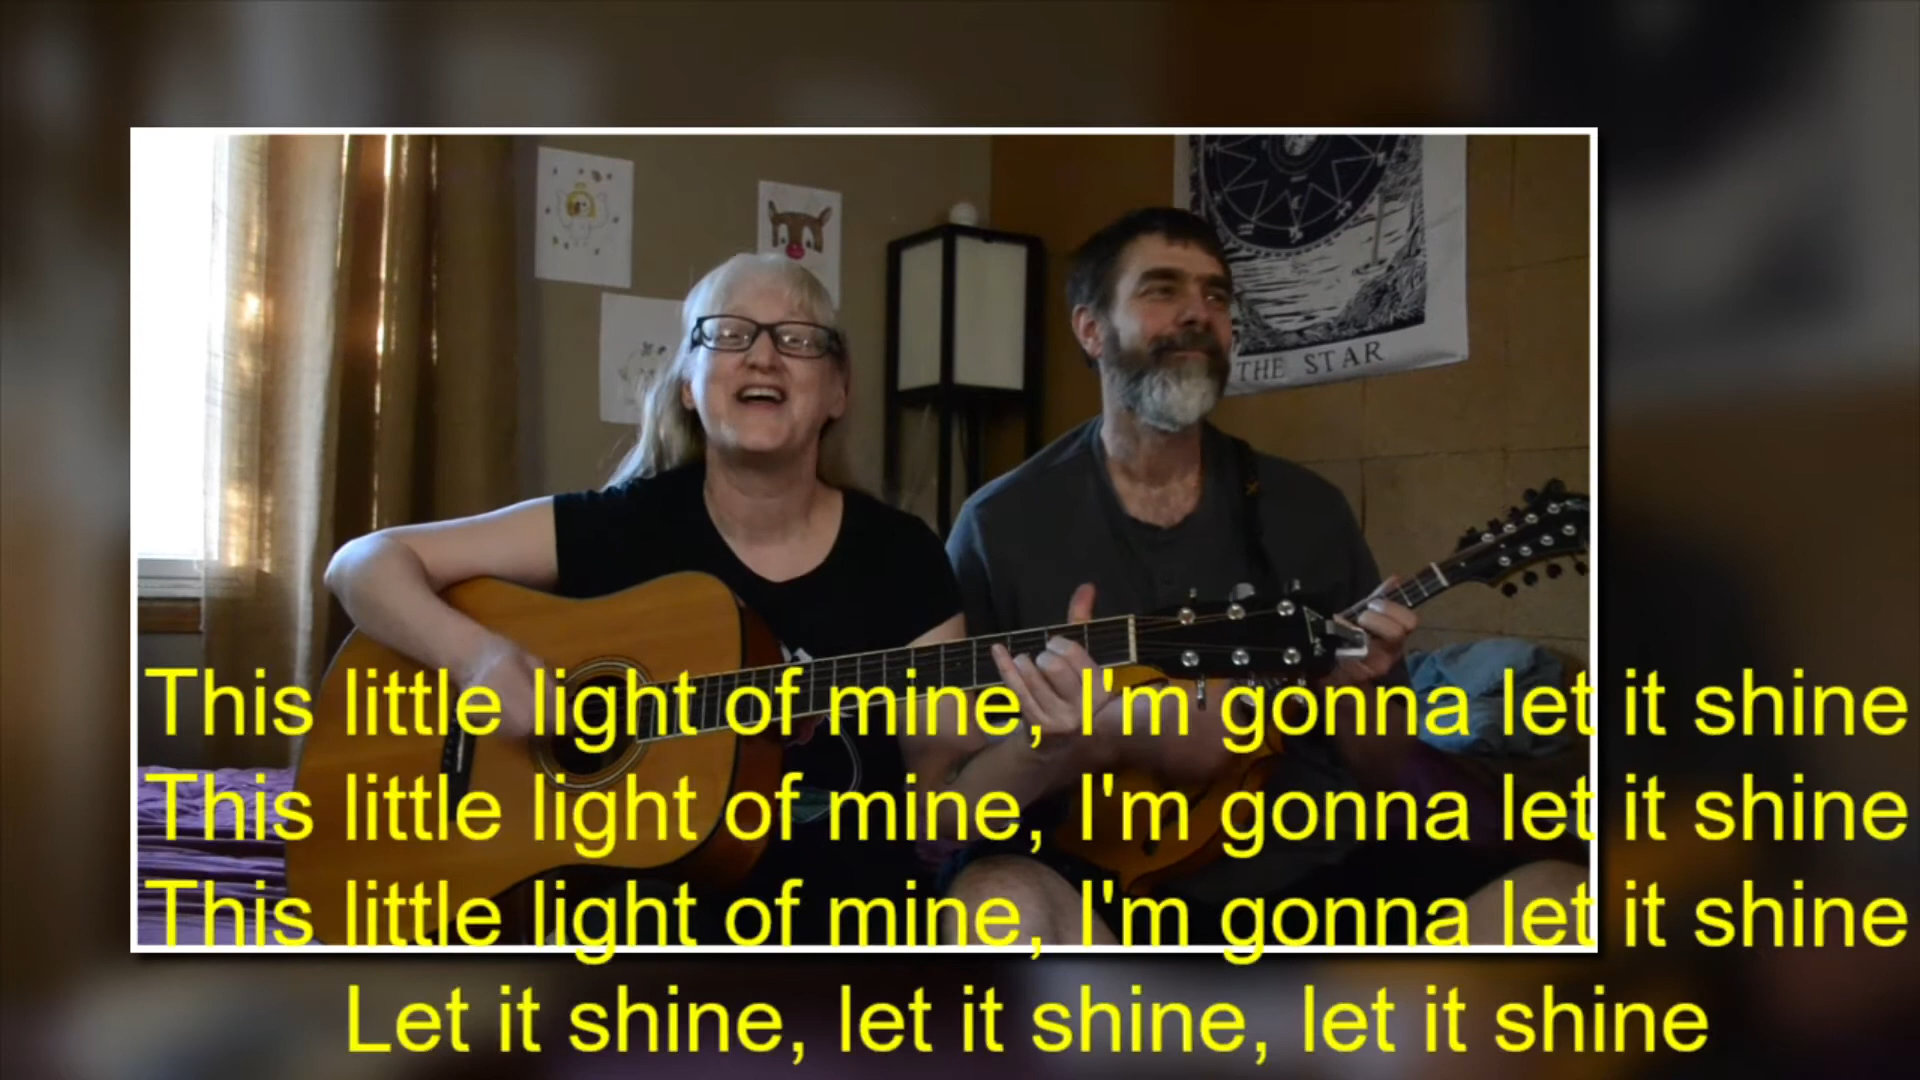 THE STAR
This little light of mine, I'm gonna let it shine
This little light of mine, I'm gonna let it shine
This little light of mine, I'm gonna let it shine
Let it shine, let it shine, let it shine